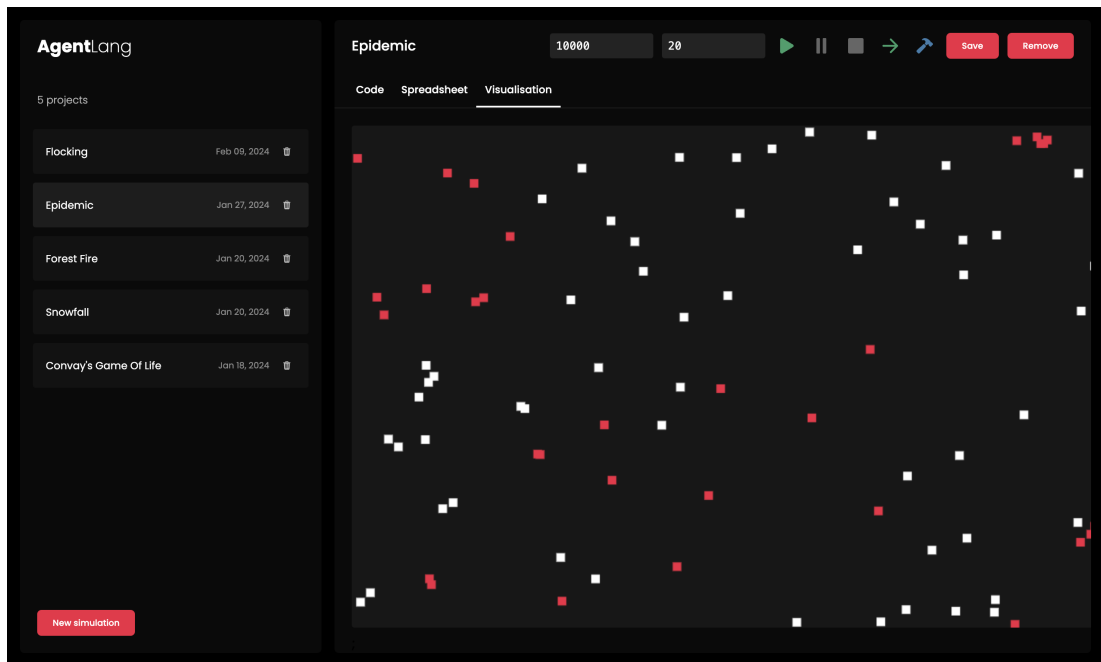 AgentLang
5 projects
Flocking Feb 09, 2024
Epidemic Jan 27, 2024
Forest Fire Jan 20, 2024
Snowfall Jan 20, 2024
Convay's Game Of Life Jan 18, 2024
New simulation
Epidemic 10000 20 Save Remove
Code Spreadsheet Visualisation